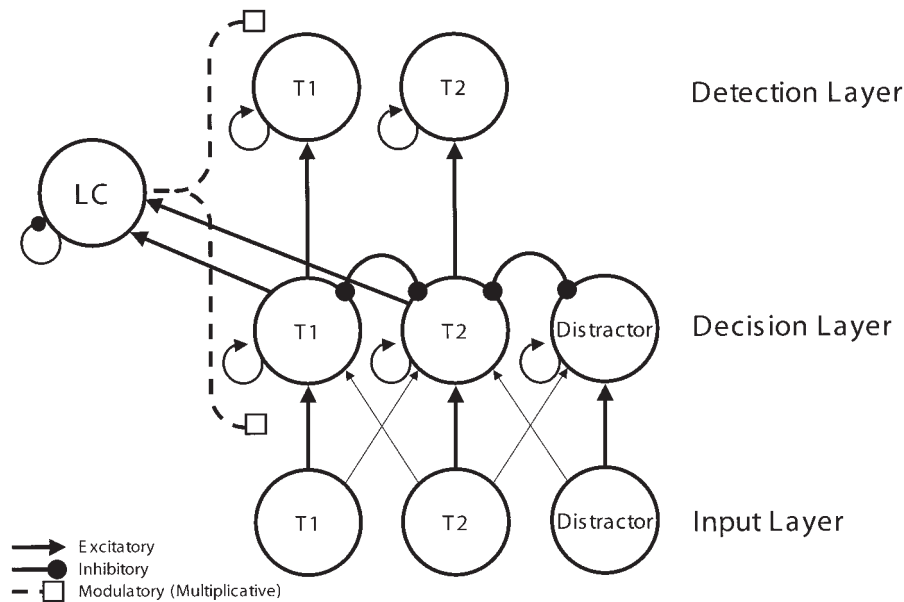 T1 T2 Detection Layer
LC
T1 T2 Distractor Decision Layer
T1 T2 Distractor Input Layer
Excitatory
Inhibitory
Modulatory (Multiplicative)